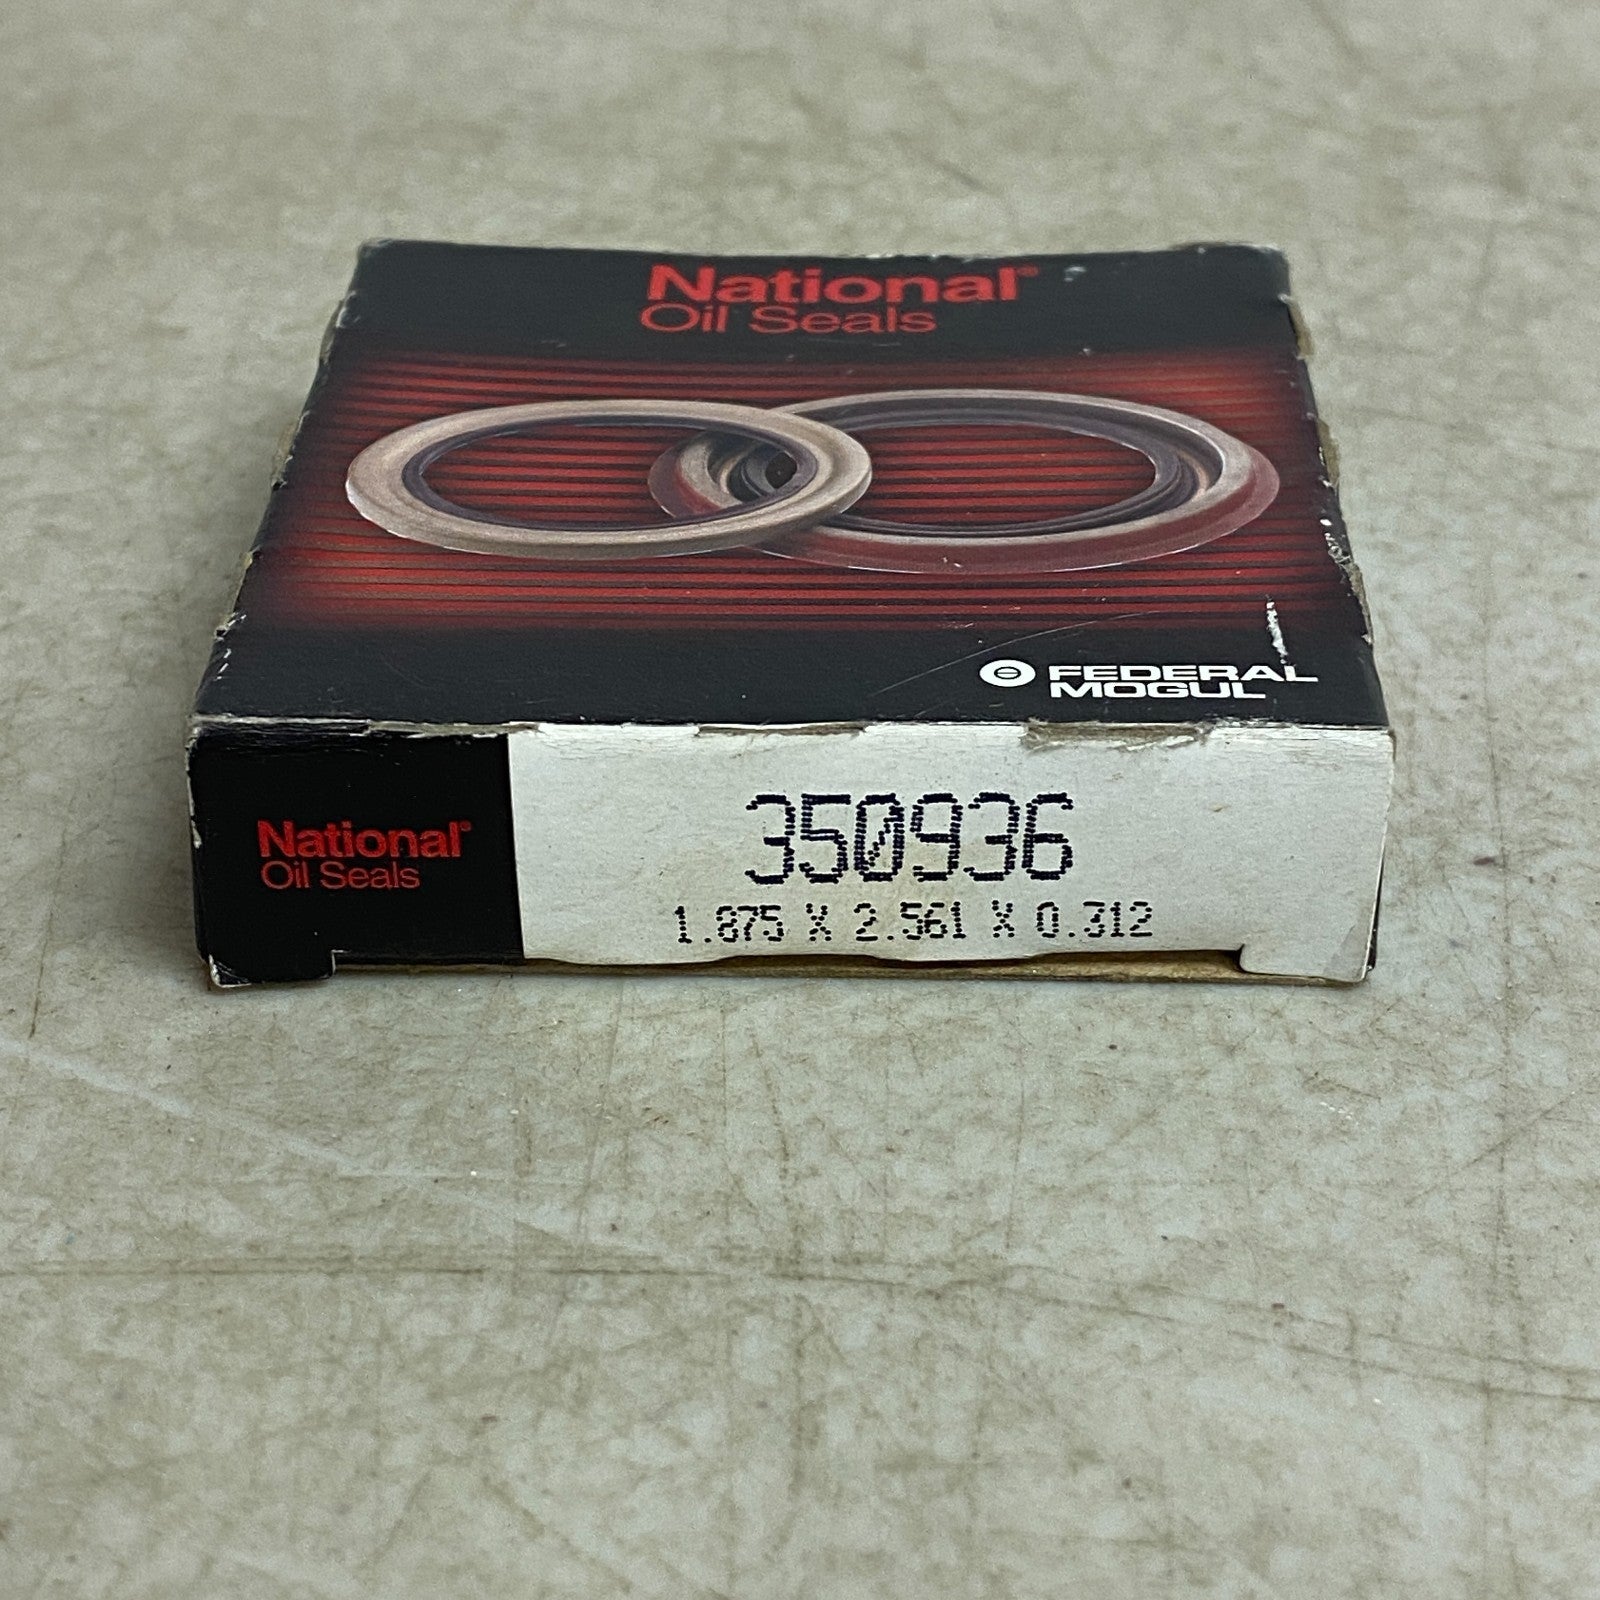 National®
Oil Seals
FEDERAL
MOGUL
National®
Oil Seals
350936
1.875 X 2.561 X 0.312